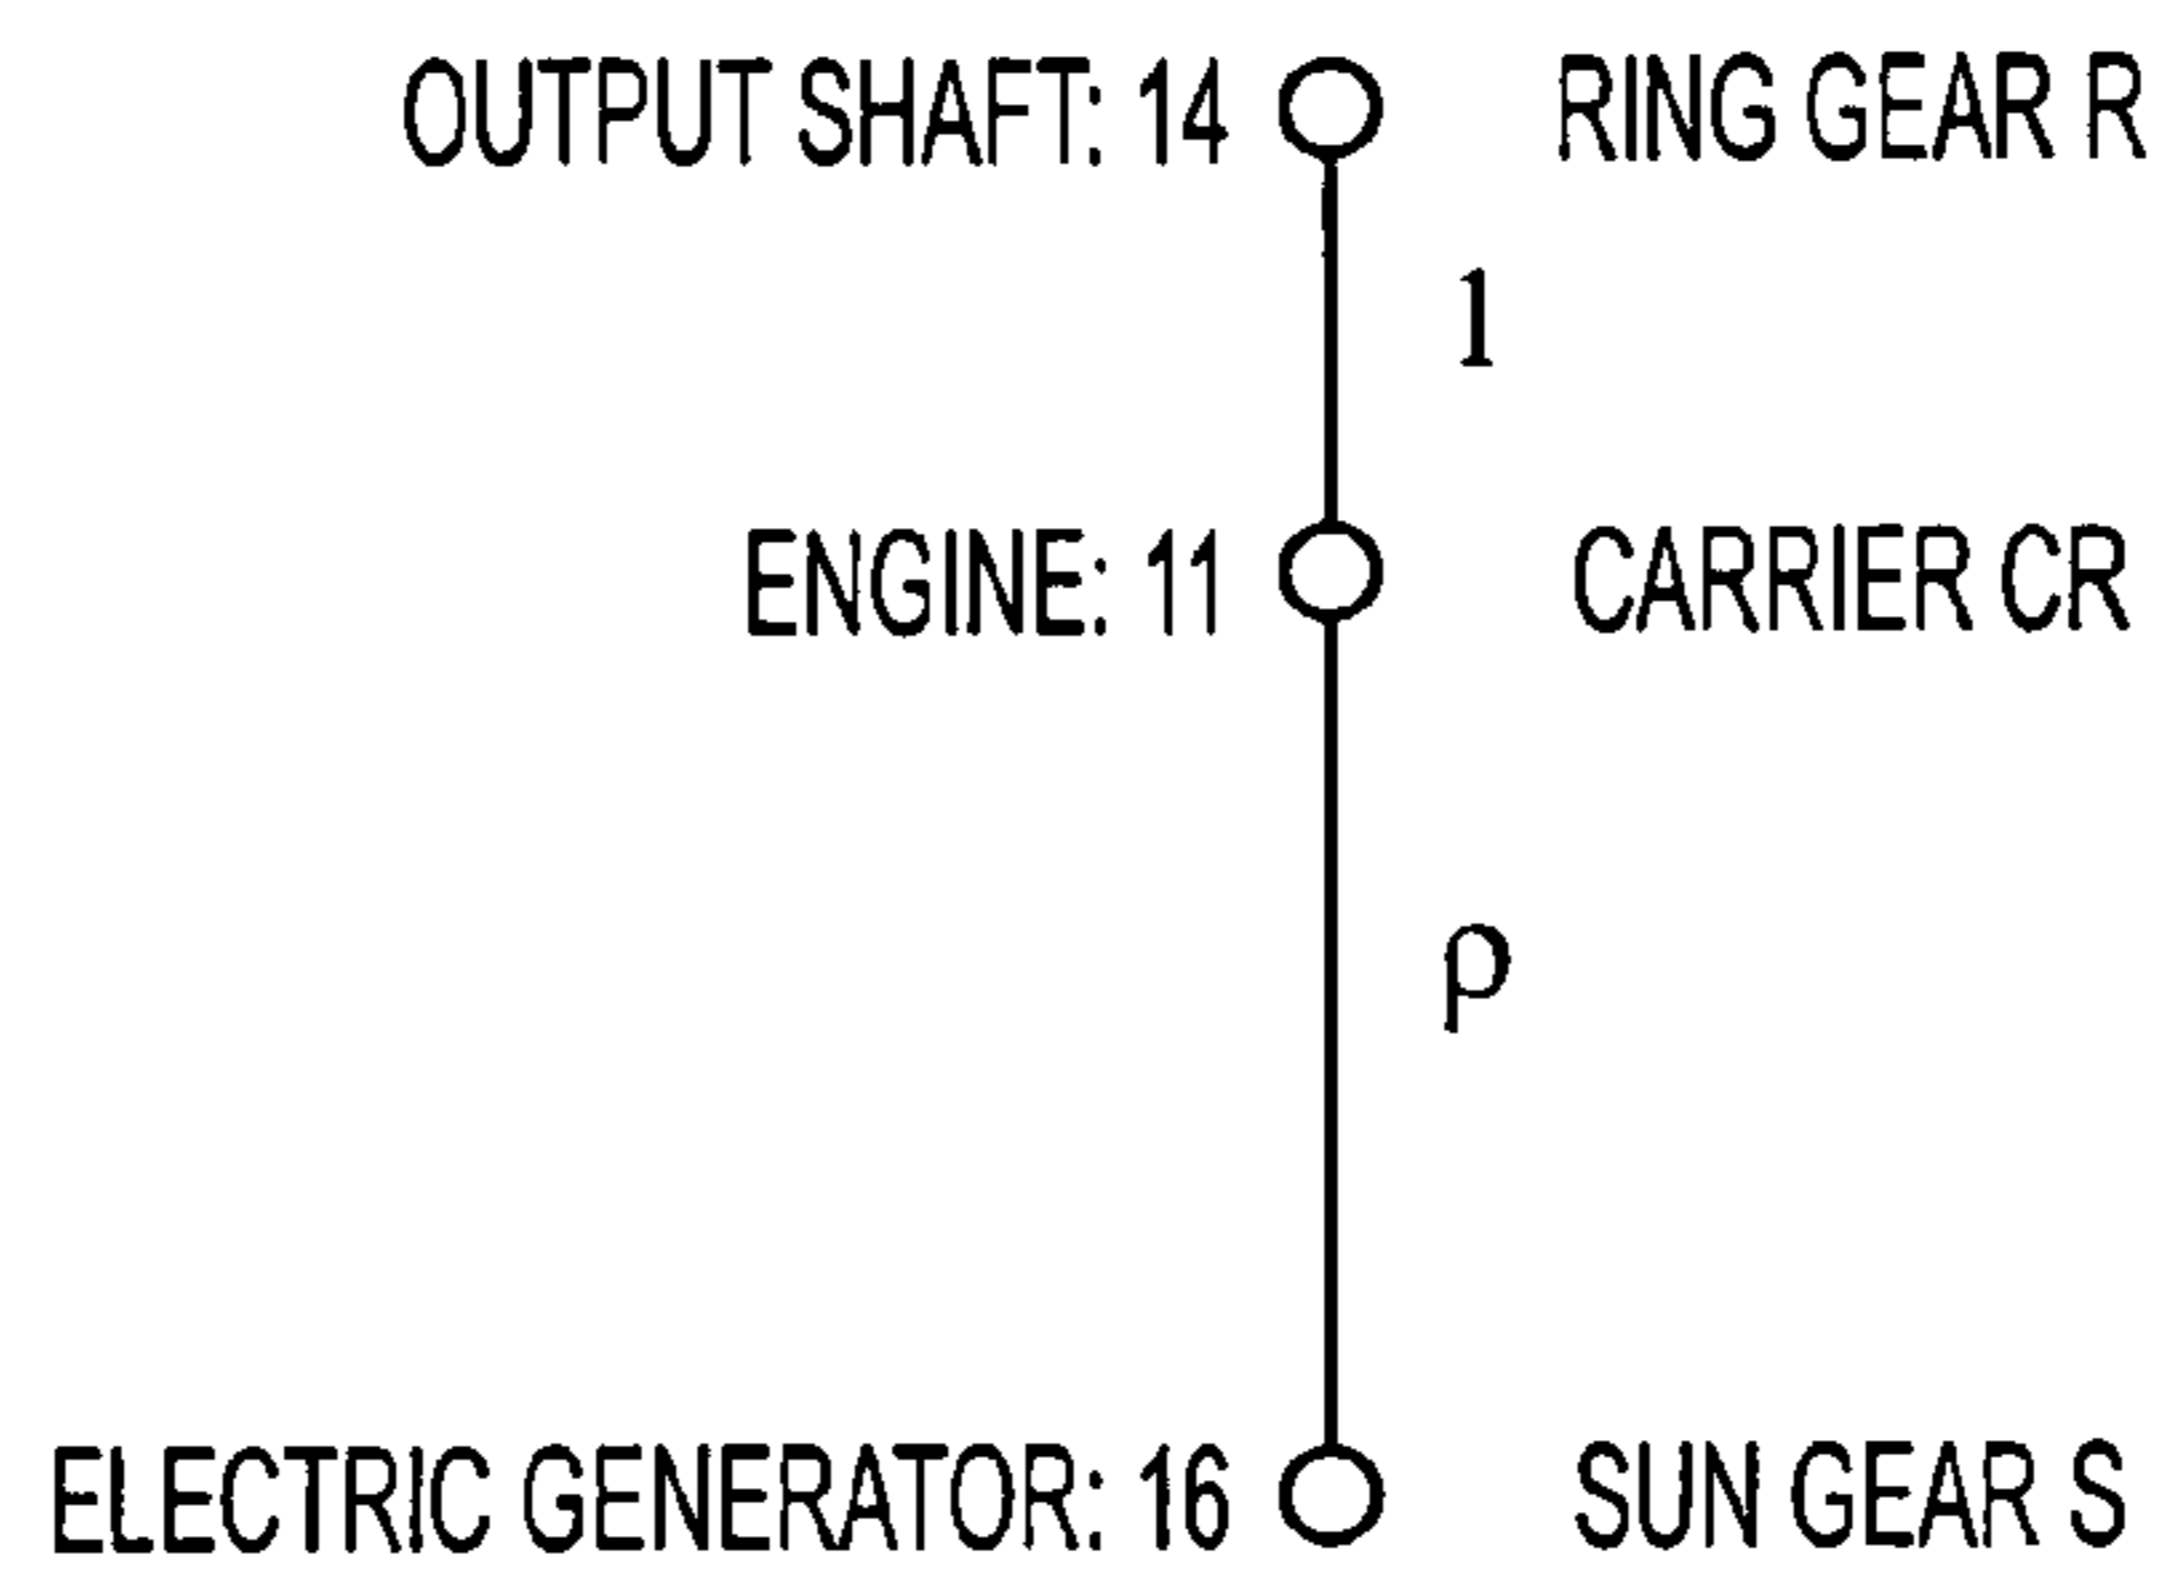 OUTPUT SHAFT: 14 RING GEAR R
1
ENGINE: 11 CARRIER CR
ρ
ELECTRIC GENERATOR: 16 SUN GEAR S